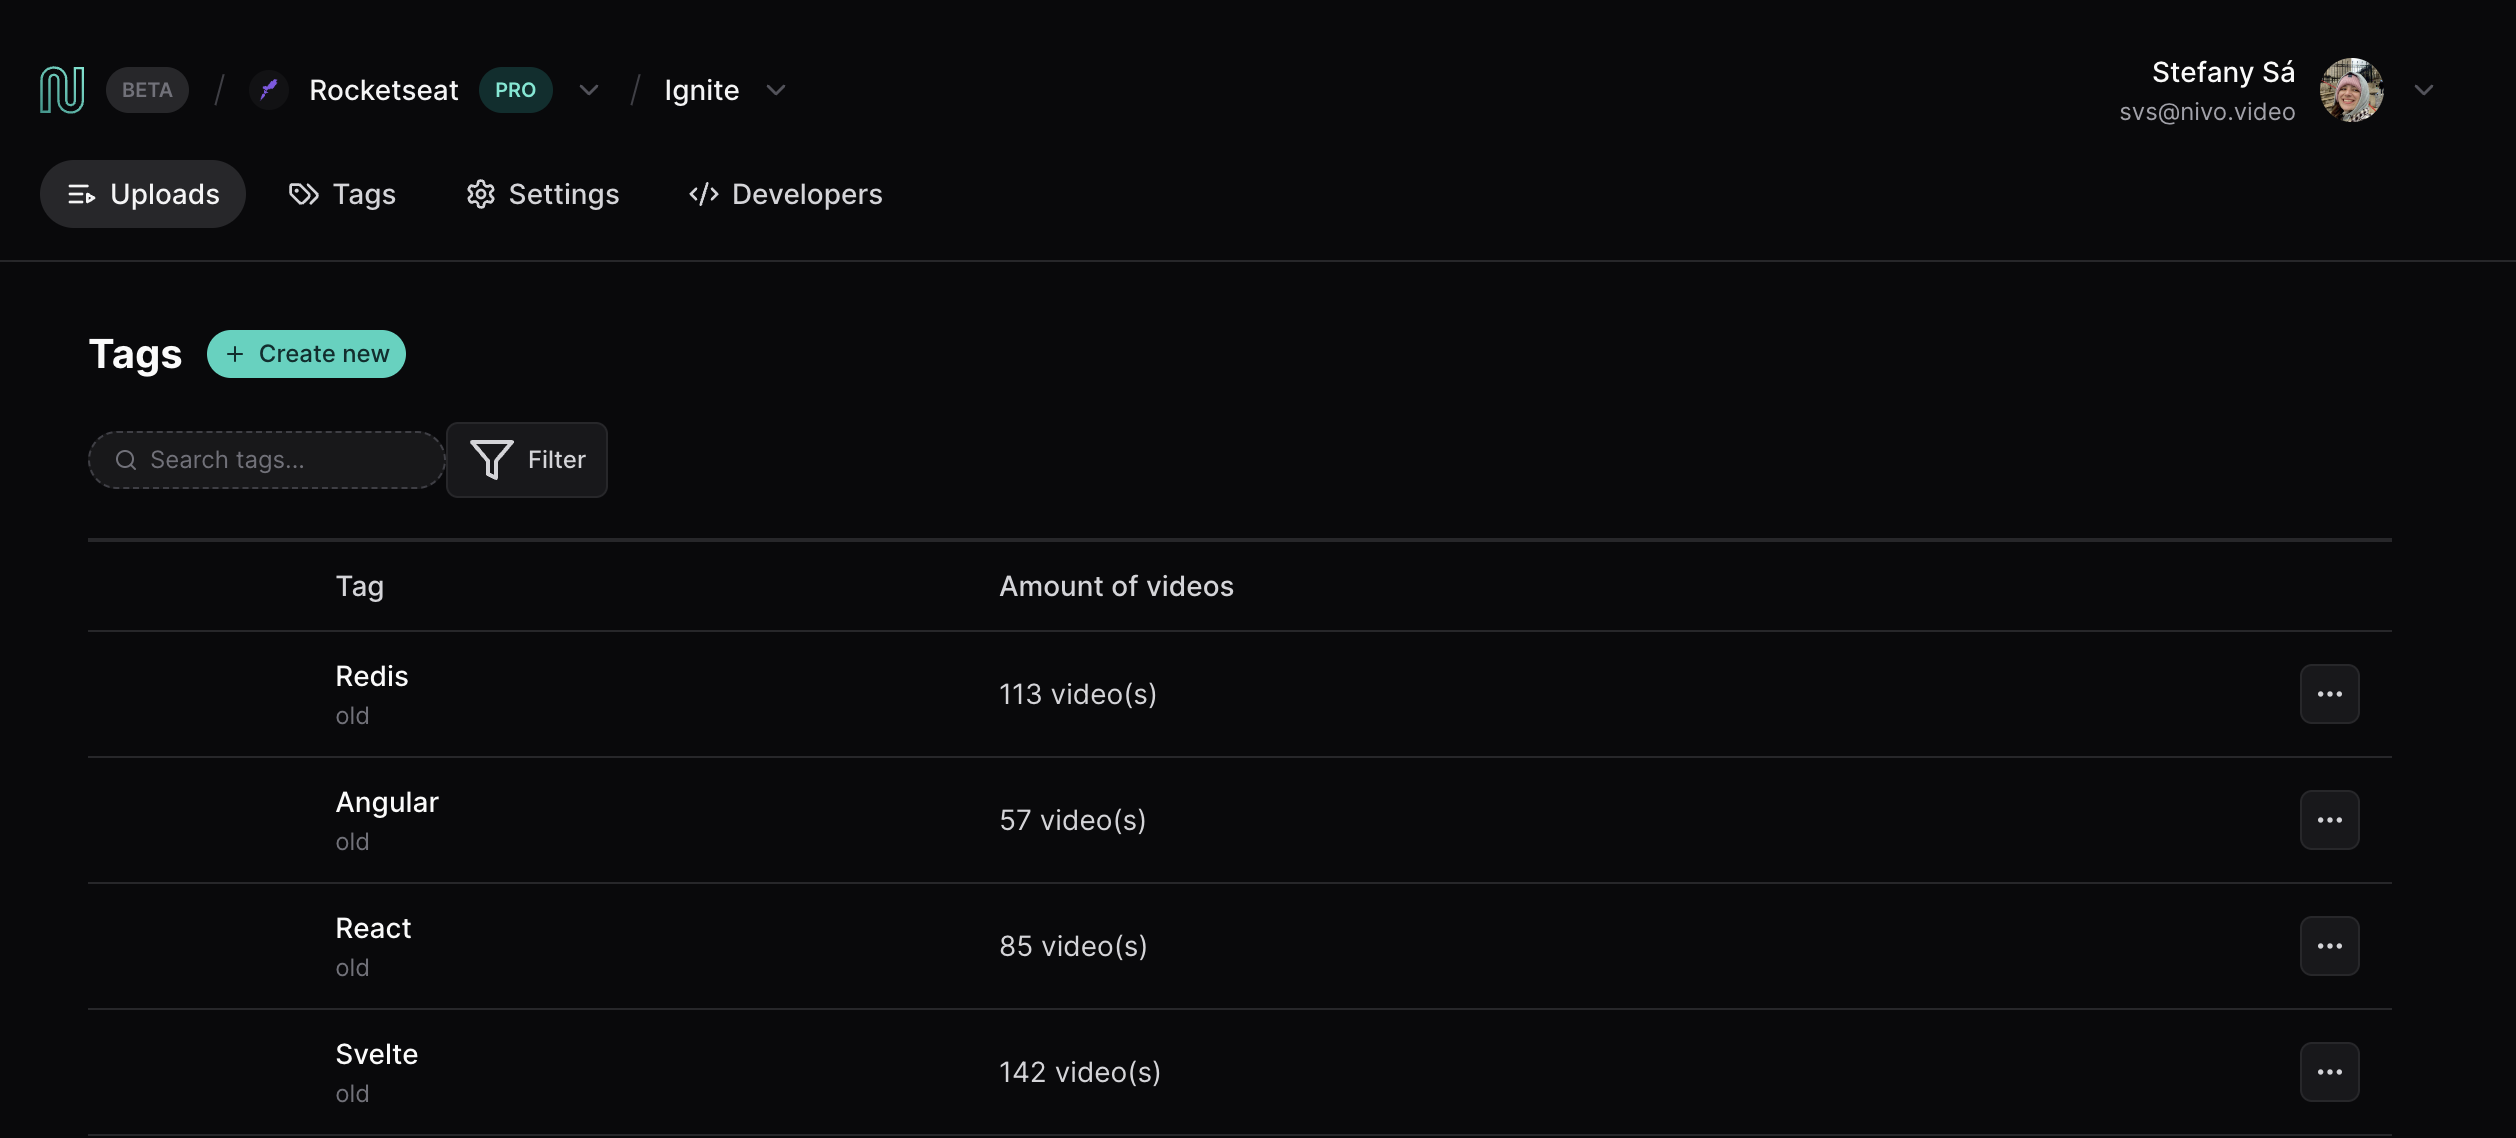 BETA / Rocketseat PRO / Ignite
Stefany Sá
svs@nivo.video
Uploads Tags Settings </> Developers
Tags + Create new
Search tags... Filter
Tag Amount of videos
Redis
old
113 video(s)
Angular
old
57 video(s)
React
old
85 video(s)
Svelte
old
142 video(s)